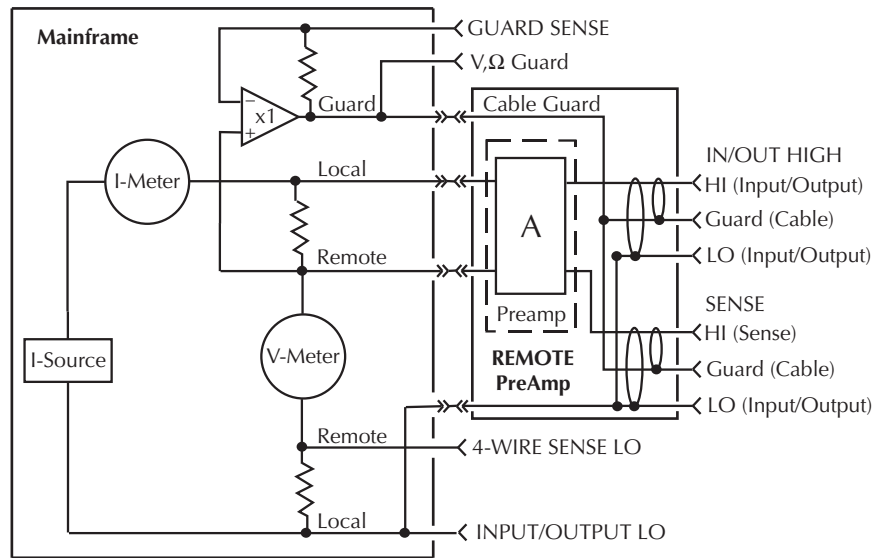 Mainframe
GUARD SENSE
V,Ω Guard
−
x1
+
Guard
Cable Guard
I-Meter
Local
IN/OUT HIGH
HI (Input/Output)
A
Guard (Cable)
Remote
LO (Input/Output)
Preamp
SENSE
HI (Sense)
I-Source
V-Meter
REMOTE
PreAmp
Guard (Cable)
LO (Input/Output)
Remote
4-WIRE SENSE LO
Local
INPUT/OUTPUT LO